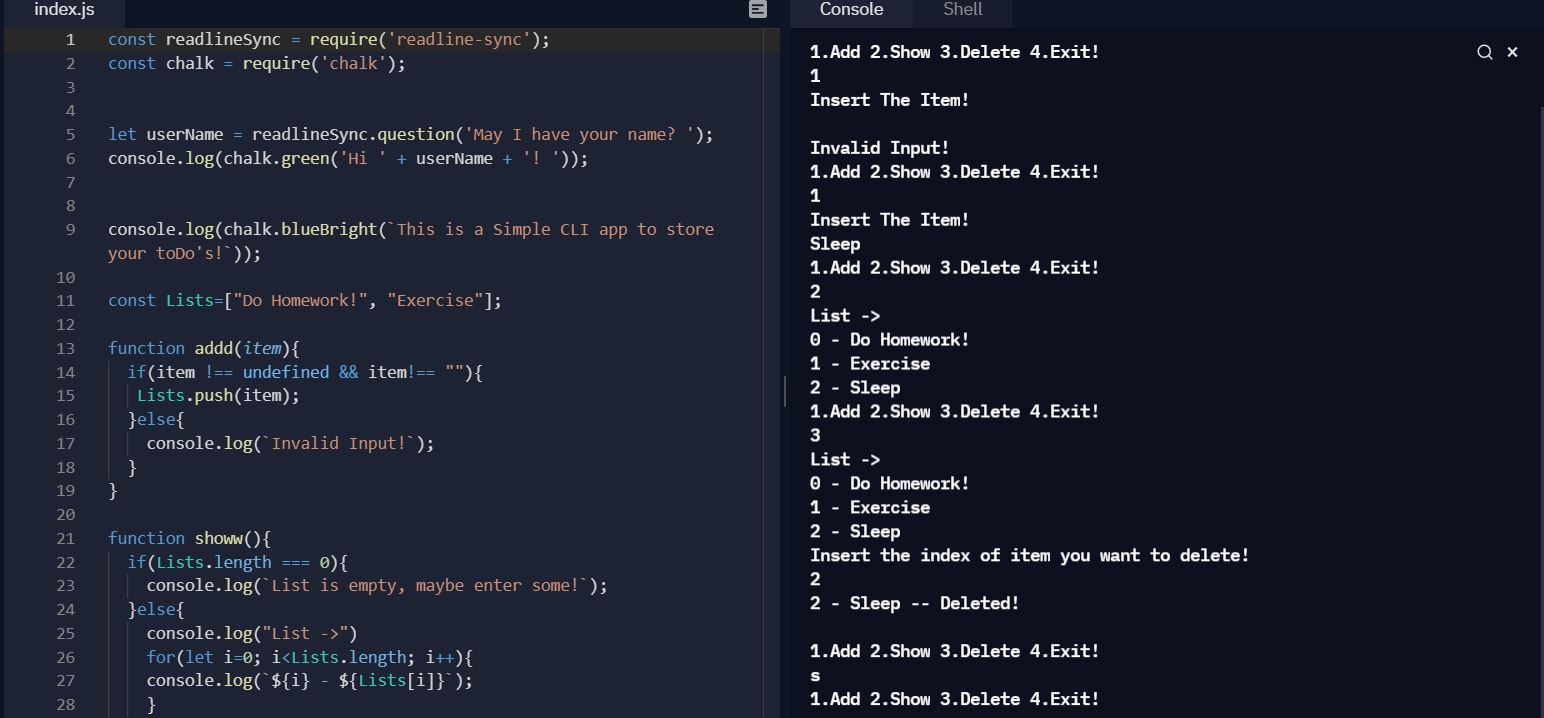 index.js
1 const readlineSync = require('readline-sync');
2 const chalk = require('chalk');
3
4
5 let userName = readlineSync.question('May I have your name? ');
6 console.log(chalk.green('Hi ' + userName + '! '));
7
8
9 console.log(chalk.blueBright(`This is a Simple CLI app to store
your toDo's!`));
10
11 const Lists=["Do Homework!", "Exercise"];
12
13 function addd(item){
14 if(item !== undefined && item!== ""){
15 Lists.push(item);
16 }else{
17 console.log(`Invalid Input!`);
18 }
19 }
20
21 function showw(){
22 if(Lists.length === 0){
23 console.log(`List is empty, maybe enter some!`);
24 }else{
25 console.log("List ->")
26 for(let i=0; i<Lists.length; i++){
27 console.log(`${i} - ${Lists[i]}`);
28 }
Console Shell
1.Add 2.Show 3.Delete 4.Exit!
1
Insert The Item!

Invalid Input!
1.Add 2.Show 3.Delete 4.Exit!
1
Insert The Item!
Sleep
1.Add 2.Show 3.Delete 4.Exit!
2
List ->
0 - Do Homework!
1 - Exercise
2 - Sleep
1.Add 2.Show 3.Delete 4.Exit!
3
List ->
0 - Do Homework!
1 - Exercise
2 - Sleep
Insert the index of item you want to delete!
2
2 - Sleep -- Deleted!

1.Add 2.Show 3.Delete 4.Exit!
s
1.Add 2.Show 3.Delete 4.Exit!